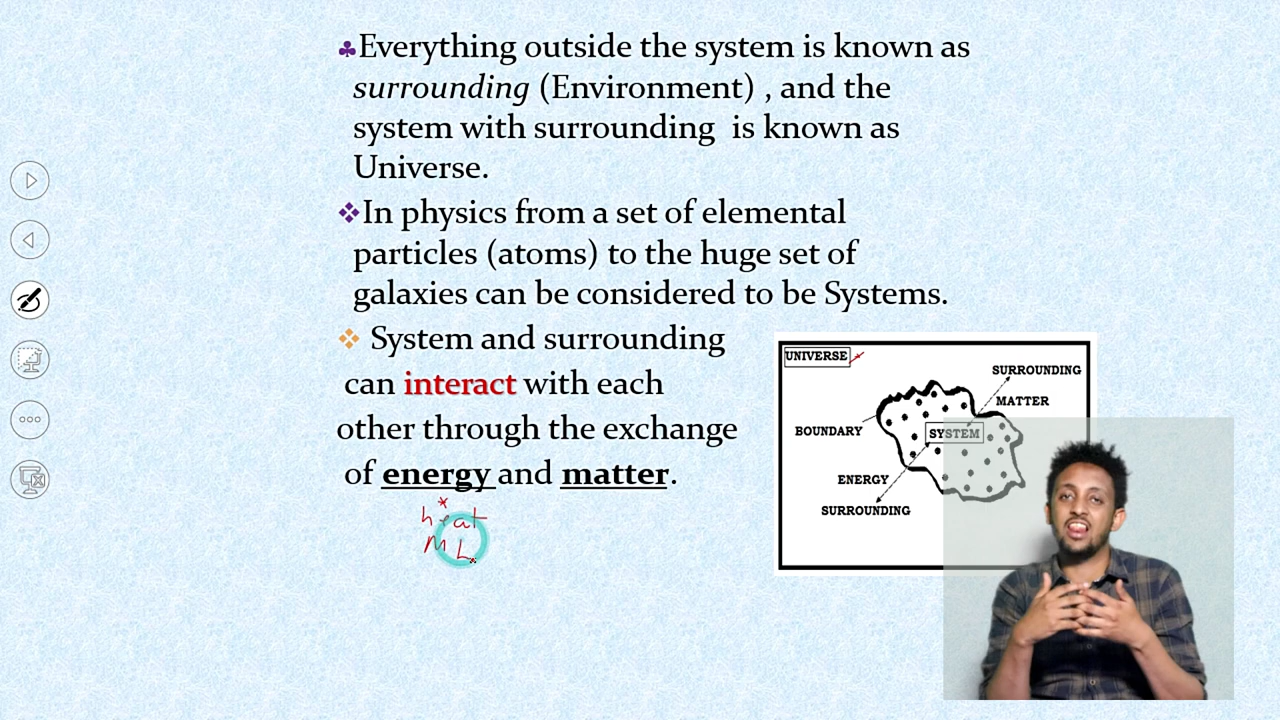 Everything outside the system is known as
surrounding (Environment) , and the
system with surrounding is known as
Universe.
In physics from a set of elemental
particles (atoms) to the huge set of
galaxies can be considered to be Systems.
System and surrounding
can interact with each
other through the exchange
of energy and matter.
heat
UNIVERSE
SURROUNDING
MATTER
BOUNDARY
SYSTEM
ENERGY
SURROUNDING